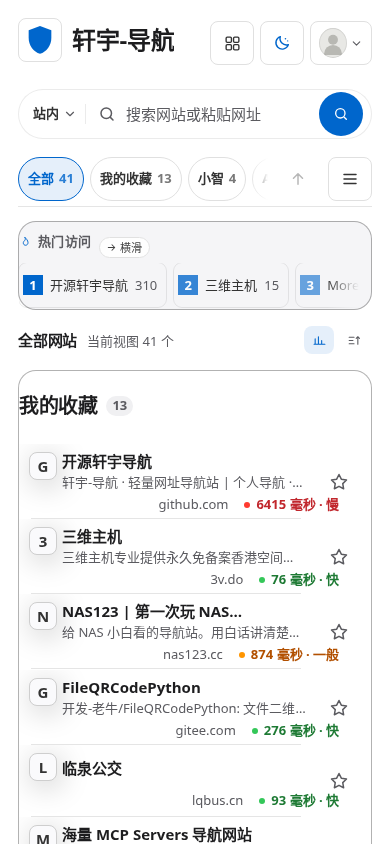 轩宇-导航
站内
搜索网站或粘贴网址
全部 41
我的收藏 13
小智 4
热门访问
→ 横滑
1 开源轩宇导航 310
2 三维主机 15
3 More
全部网站 当前视图 41 个
我的收藏 13
G
开源轩宇导航
轩宇-导航 · 轻量网址导航站 | 个人导航 ·...
github.com 6415 毫秒 · 慢
3
三维主机
三维主机专业提供永久免备案香港空间...
3v.do 76 毫秒 · 快
N
NAS123 | 第一次玩 NAS...
给 NAS 小白看的导航站。用白话讲清楚...
nas123.cc 874 毫秒 · 一般
G
FileQRCodePython
开发-老牛/FileQRCodePython: 文件二维...
gitee.com 276 毫秒 · 快
L
临泉公交
lqbus.cn 93 毫秒 · 快
M
海量 MCP Servers 导航网站